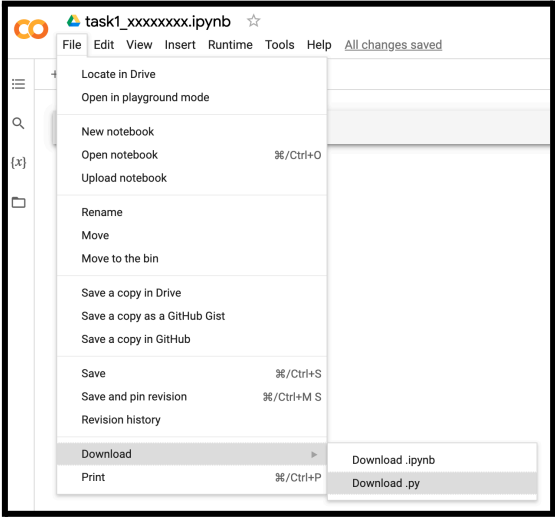 task1_xxxxxxxx.ipynb
File Edit View Insert Runtime Tools Help All changes saved
Locate in Drive
Open in playground mode
New notebook
Open notebook ⌘/Ctrl+O
Upload notebook
{x}
Rename
Move
Move to the bin
Save a copy in Drive
Save a copy as a GitHub Gist
Save a copy in GitHub
Save ⌘/Ctrl+S
Save and pin revision ⌘/Ctrl+M S
Revision history
Download
Download .ipynb
Print ⌘/Ctrl+P
Download .py